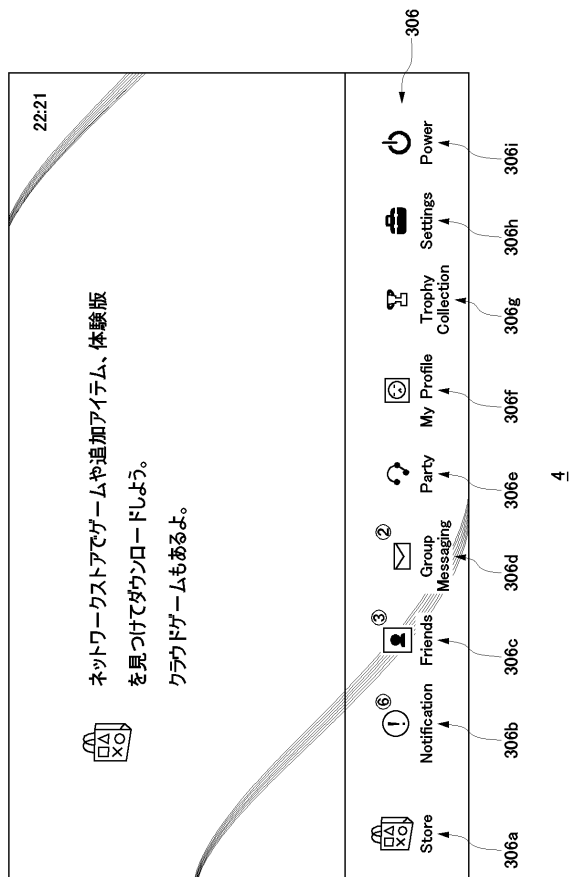 22:21
ネットワークストアでゲームや追加アイテム、体験版
を見つけてダウンロードしよう。
クラウドゲームもあるよ。
306
Store
Notification
6
Friends
3
Group
Messaging
2
Party
My Profile
Trophy
Collection
Settings
Power
306a
306b
306c
306d
306e
306f
306g
306h
306i
4